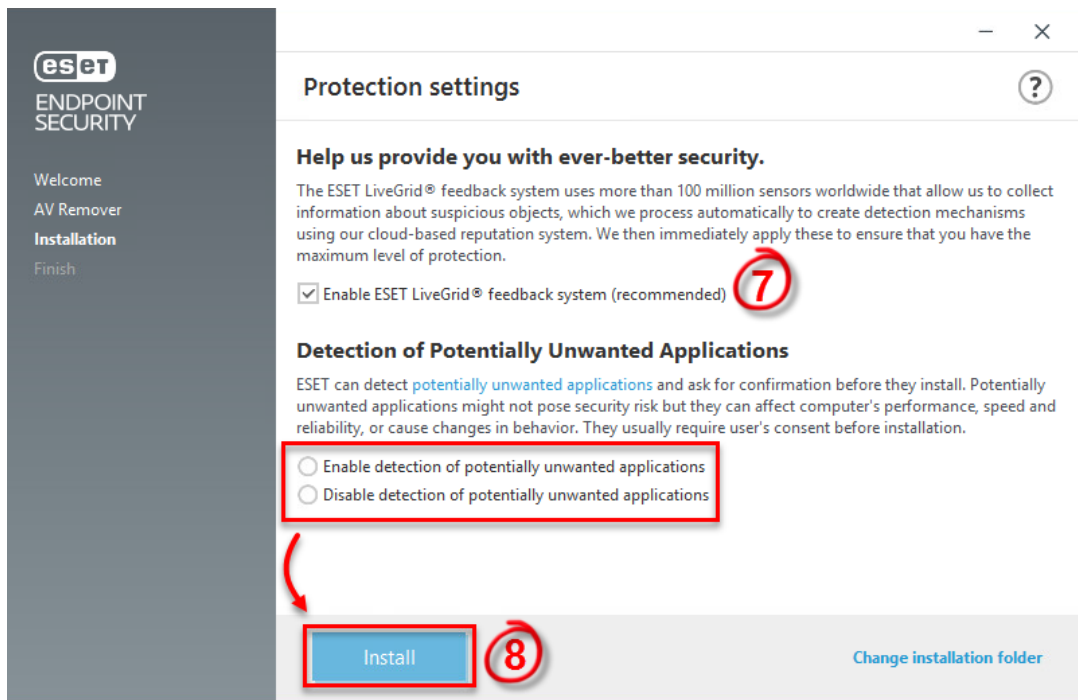 eset
ENDPOINT
SECURITY
Welcome
AV Remover
Installation
Finish
Protection settings
?
Help us provide you with ever-better security.
The ESET LiveGrid® feedback system uses more than 100 million sensors worldwide that allow us to collect
information about suspicious objects, which we process automatically to create detection mechanisms
using our cloud-based reputation system. We then immediately apply these to ensure that you have the
maximum level of protection.
Enable ESET LiveGrid® feedback system (recommended)
7
Detection of Potentially Unwanted Applications
ESET can detect potentially unwanted applications and ask for confirmation before they install. Potentially
unwanted applications might not pose security risk but they can affect computer's performance, speed and
reliability, or cause changes in behavior. They usually require user's consent before installation.
Enable detection of potentially unwanted applications
Disable detection of potentially unwanted applications
Install
8
Change installation folder